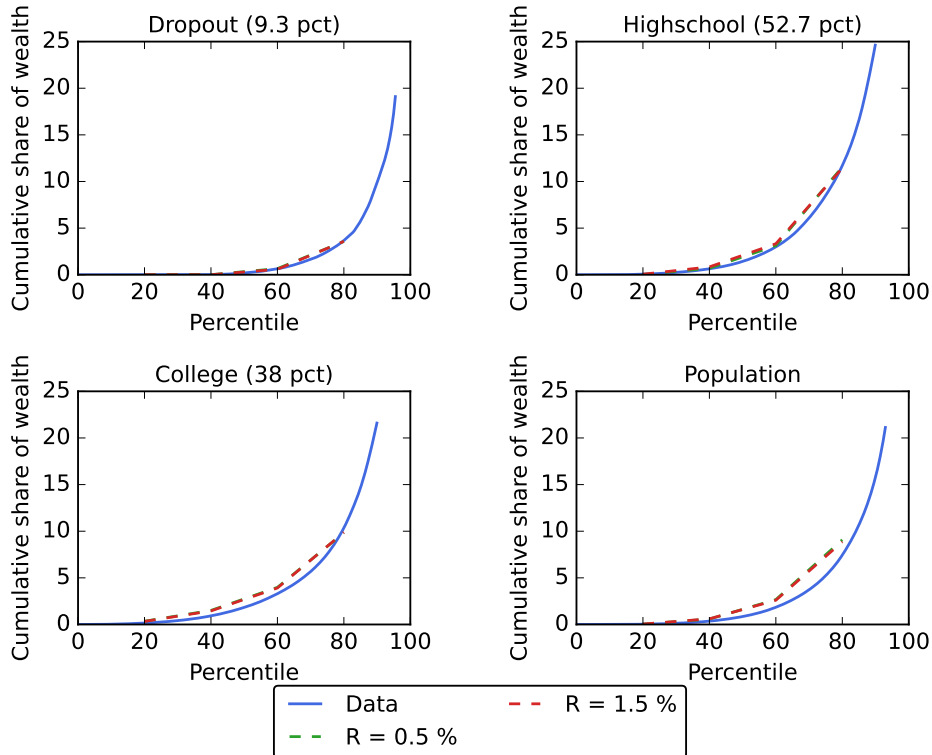 Dropout (9.3 pct)
Cumulative share of wealth
25
20
15
10
5
0
0 20 40 60 80 100
Percentile
Highschool (52.7 pct)
Cumulative share of wealth
25
20
15
10
5
0
0 20 40 60 80 100
Percentile
College (38 pct)
Cumulative share of wealth
25
20
15
10
5
0
0 20 40 60 80 100
Percentile
Population
Cumulative share of wealth
25
20
15
10
5
0
0 20 40 60 80 100
Percentile
Data
R = 0.5 %
R = 1.5 %